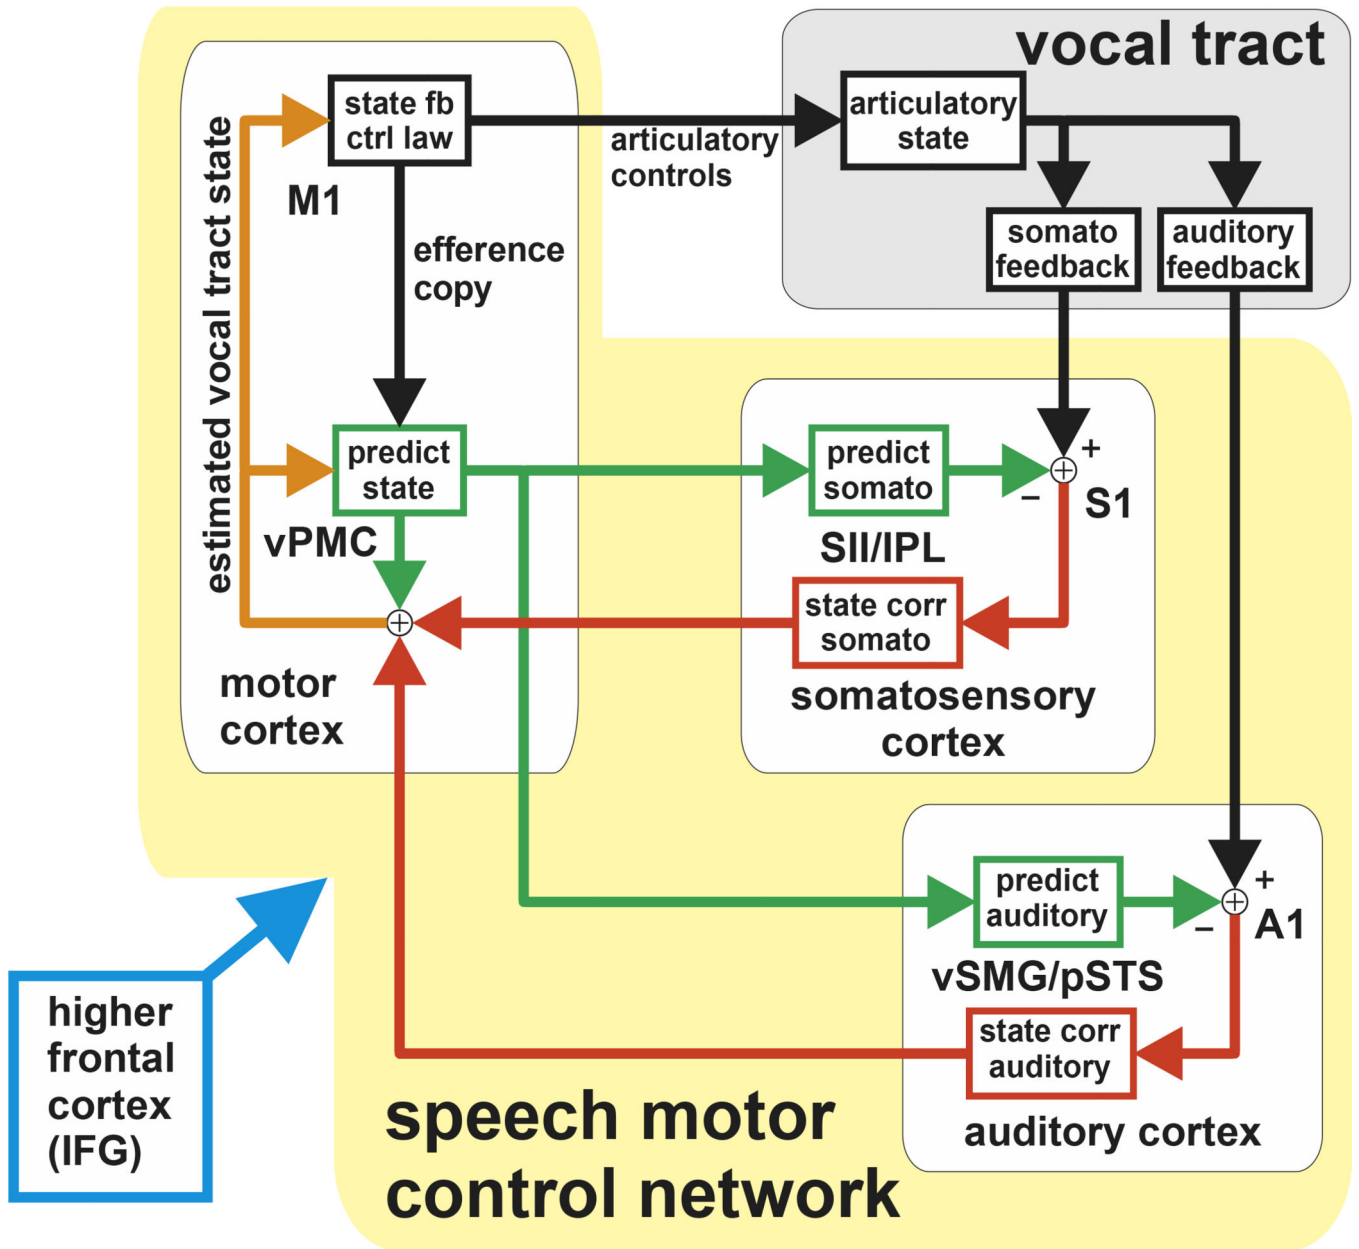 vocal tract
state fb
ctrl law
M1
articulatory
controls
articulatory
state
somato
feedback
auditory
feedback
efference
copy
estimated vocal tract state
predict
state
vPMC
motor
cortex
predict
somato
+
−
S1
SII/IPL
state corr
somato
somatosensory
cortex
predict
auditory
+
−
A1
vSMG/pSTS
state corr
auditory
auditory cortex
higher
frontal
cortex
(IFG)
speech motor
control network